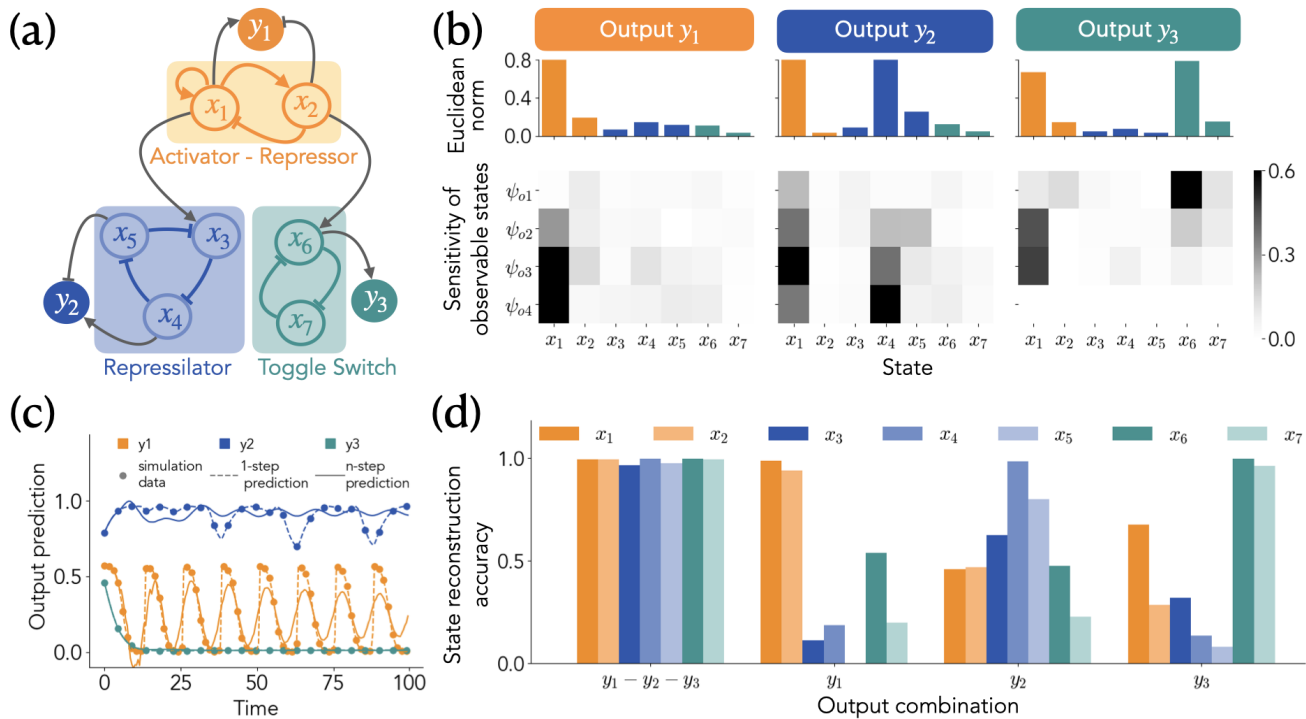 (a)
y₁
x₁
x₂
Activator - Repressor
x₅
x₃
x₆
y₂
x₄
x₇
y₃
Repressilator
Toggle Switch
(b)
Output y₁
Output y₂
Output y₃
Euclidean
norm
0.8
0.4
0.0
Sensitivity of
observable states
ψₒ₁
ψₒ₂
ψₒ₃
ψₒ₄
x₁ x₂ x₃ x₄ x₅ x₆ x₇
x₁ x₂ x₃ x₄ x₅ x₆ x₇
x₁ x₂ x₃ x₄ x₅ x₆ x₇
State
0.6
0.3
0.0
(c)
y1 y2 y3
simulation
data
1-step
prediction
n-step
prediction
Output prediction
1.0
0.5
0.0
0 25 50 75 100
Time
(d)
x₁ x₂ x₃ x₄ x₅ x₆ x₇
State reconstruction
accuracy
1.0
0.5
0.0
y₁ − y₂ − y₃ y₁ y₂ y₃
Output combination